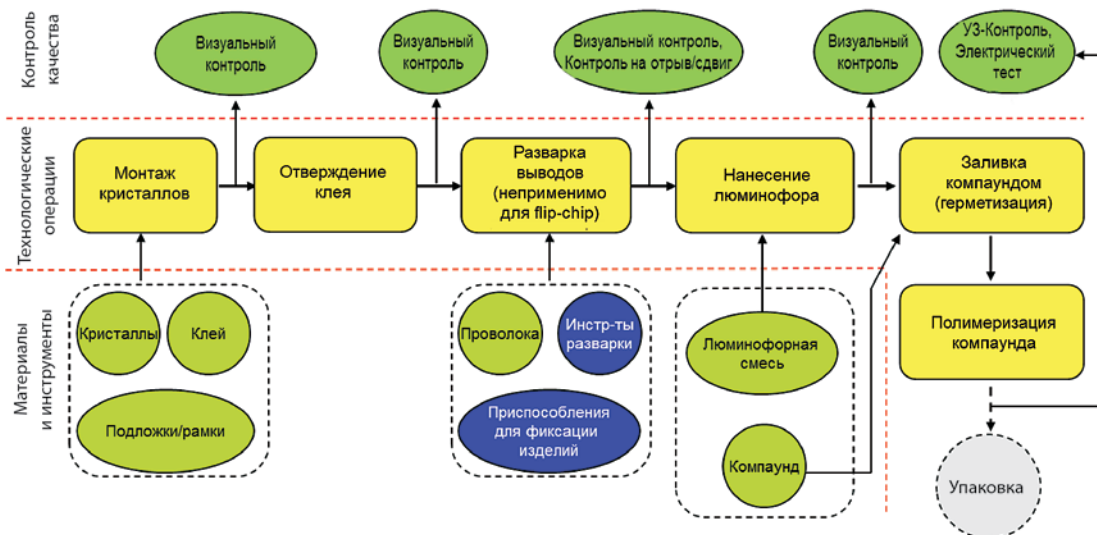 Контроль
качества
Визуальный
контроль
Визуальный
контроль
Визуальный контроль,
Контроль на отрыв/сдвиг
Визуальный
контроль
УЗ-Контроль,
Электрический
тест
Технологические
операции
Монтаж
кристаллов
Отверждение
клея
Разварка
выводов
(неприменимо
для flip-chip)
Нанесение
люминофора
Заливка
компаундом
(герметизация)
Полимеризация
компаунда
Упаковка
Материалы
и инструменты
Кристаллы
Клей
Подложки/рамки
Проволока
Инстр-ты
разварки
Приспособления
для фиксации
изделий
Люминофорная
смесь
Компаунд